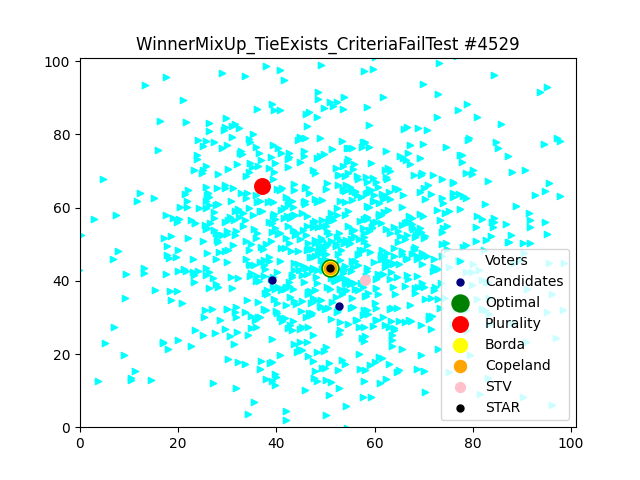 WinnerMixUp_TieExists_CriteriaFailTest #4529
100
80
60
40
20
0
0 20 40 60 80 100
Voters
Candidates
Optimal
Plurality
Borda
Copeland
STV
STAR